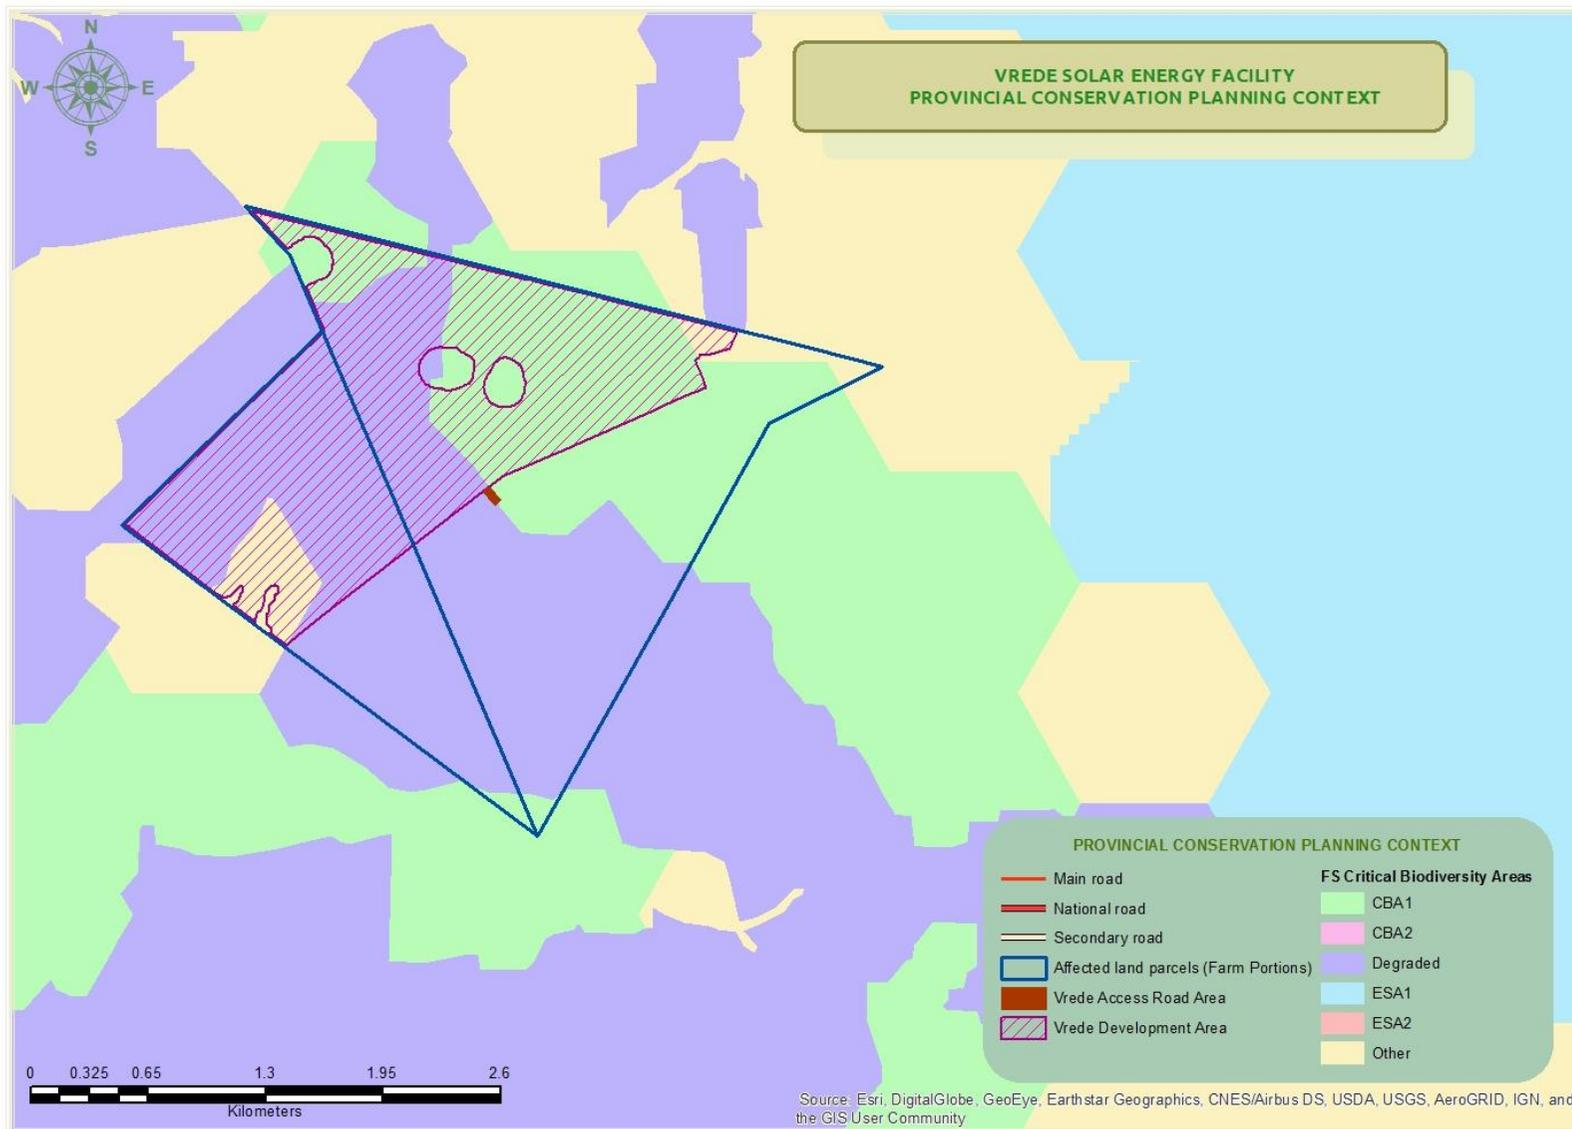 N
W E
S
VREDE SOLAR ENERGY FACILITY
PROVINCIAL CONSERVATION PLANNING CONTEXT
PROVINCIAL CONSERVATION PLANNING CONTEXT
Main road
National road
Secondary road
Affected land parcels (Farm Portions)
Vrede Access Road Area
Vrede Development Area
FS Critical Biodiversity Areas
CBA1
CBA2
Degraded
ESA1
ESA2
Other
0 0.325 0.65 1.3 1.95 2.6
Kilometers
Source: Esri, DigitalGlobe, GeoEye, Earthstar Geographics, CNES/Airbus DS, USDA, USGS, AeroGRID, IGN, and
the GIS User Community